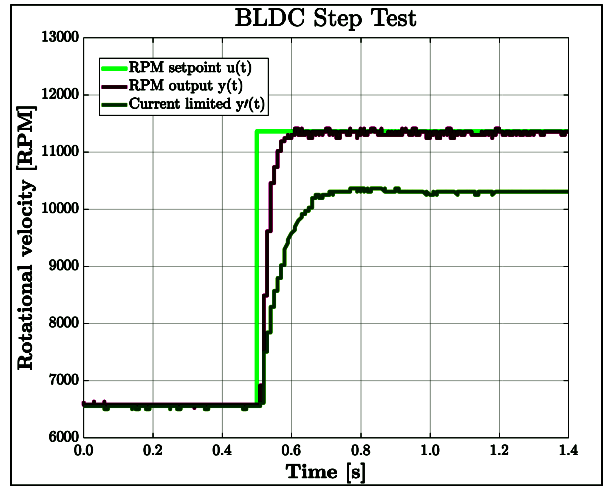 BLDC Step Test
13000
12000
11000
10000
9000
8000
7000
6000
Rotational velocity [RPM]
RPM setpoint u(t)
RPM output y(t)
Current limited y′(t)
0.0 0.2 0.4 0.6 0.8 1.0 1.2 1.4
Time [s]